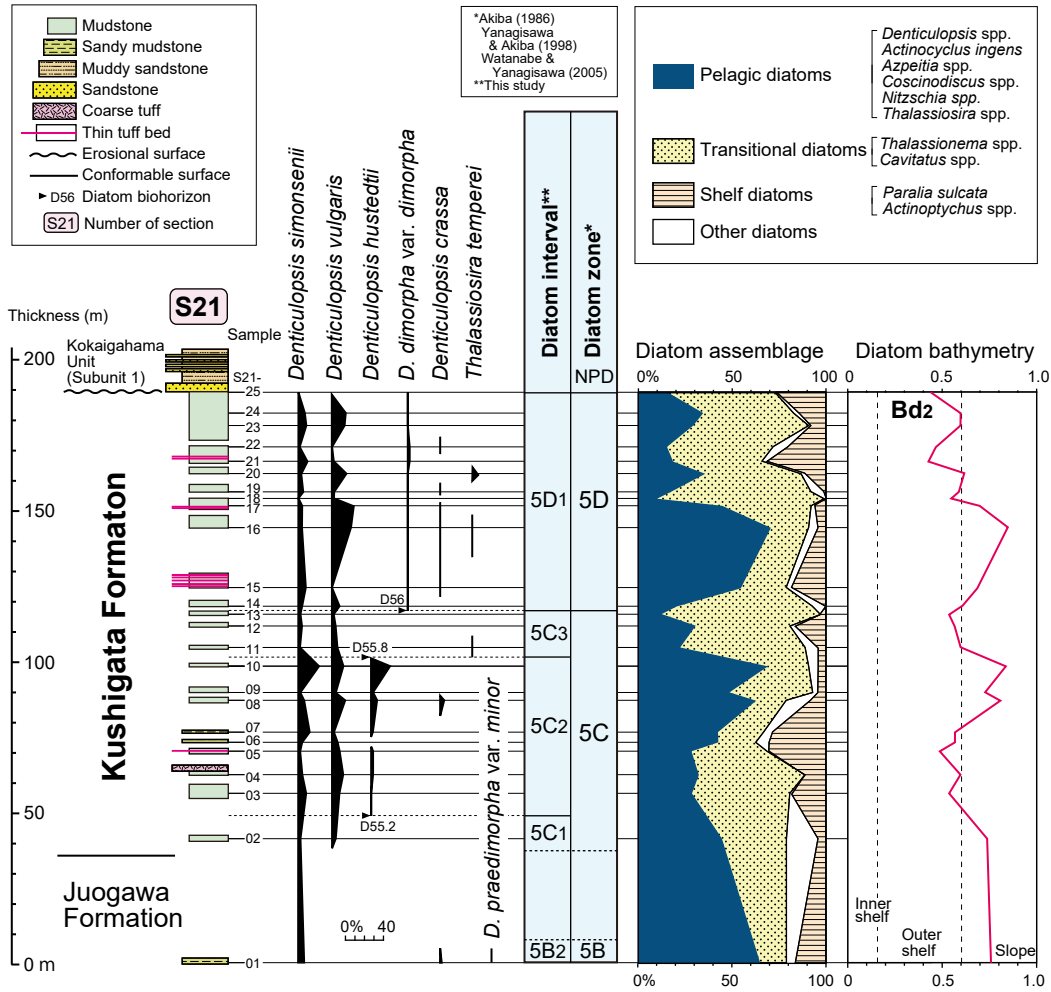 Mudstone
Sandy mudstone
Muddy sandstone
Sandstone
Coarse tuff
Thin tuff bed
Erosional surface
Conformable surface
D56 Diatom biohorizon
S21 Number of section
*Akiba (1986)
Yanagisawa
& Akiba (1998)
Watanabe &
Yanagisawa (2005)
**This study
Pelagic diatoms
Denticulopsis spp.
Actinocyclus ingens
Azpeitia spp.
Coscinodiscus spp.
Nitzschia spp.
Thalassiosira spp.
Transitional diatoms
Thalassionema spp.
Cavitatus spp.
Shelf diatoms
Paralia sulcata
Actinoptychus spp.
Other diatoms
S21
Thickness (m)
Sample
S21-
Kokaigahama
Unit
(Subunit 1)
Denticulopsis simonsenii
Denticulopsis vulgaris
Denticulopsis hustedtii
D. dimorpha var. dimorpha
Denticulopsis crassa
Thalassiosira temperei
D. praedimorpha var. minor
Diatom interval**
Diatom zone*
NPD
Diatom assemblage
0% 50 100
Diatom bathymetry
0 0.5 1.0
Bd2
200
150
100
50
0 m
Kushigata Formaton
Juogawa
Formation
25
24
23
22
21
20
19
18
17
16
15
14
13
12
11
10
09
08
07
06
05
04
03
02
01
D56
D55.8
D55.2
0% 40
5D1
5C3
5C2
5C1
5B2
5D
5C
5B
Inner
shelf
Outer
shelf
Slope
0% 50 100
0 0.5 1.0